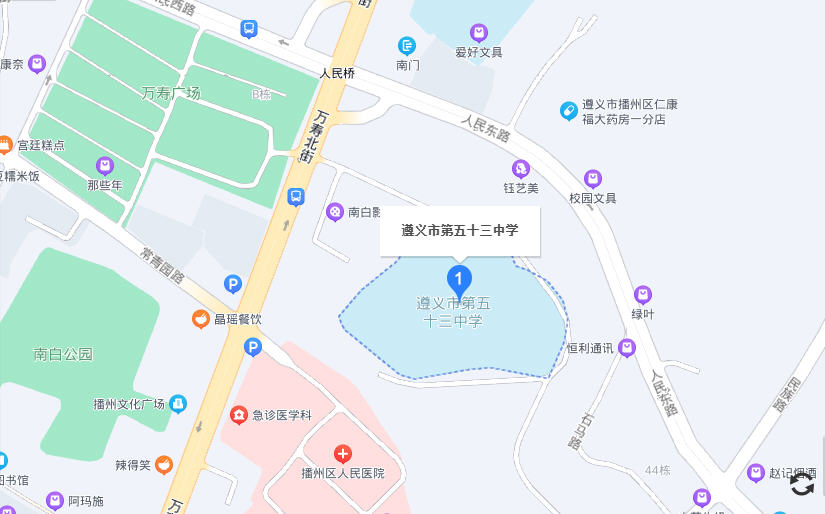 民西路
街
康奈
南门
爱好文具
人民桥
万寿广场
B栋
遵义市播州区仁康
福大药房一分店
万寿北街
人民东路
宫廷糕点
那些年
糯米饭
钰艺美
校园文具
南白影
遵义市第五十三中学
常青园路
1
遵义市第五
十三中学
P
晶瑶餐饮
绿叶
P
恒利通讯
南白公园
人民东路
民族路
播州文化广场
急诊医学科
石马路
播州区人民医院
辣得笑
44栋
赵记烟酒
图书馆
阿玛施
万